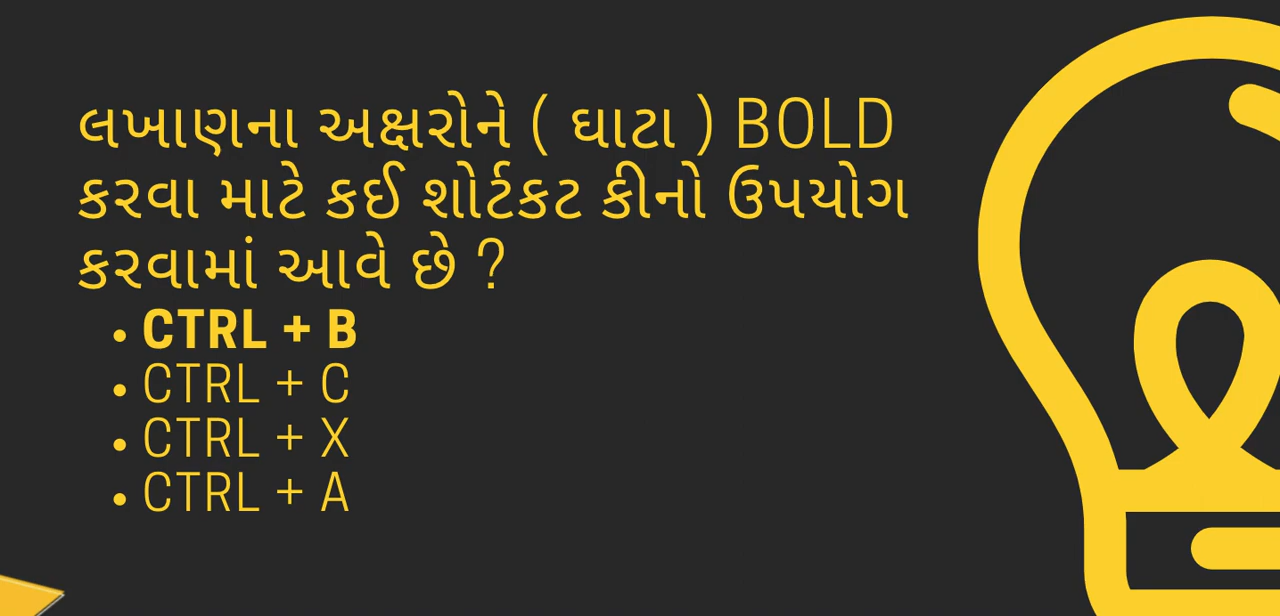 લખાણના અક્ષરોને ( ઘાટા ) BOLD
કરવા માટે કઈ શોર્ટકટ કીનો ઉપયોગ
કરવામાં આવે છે ?
• CTRL + B
• CTRL + C
• CTRL + X
• CTRL + A